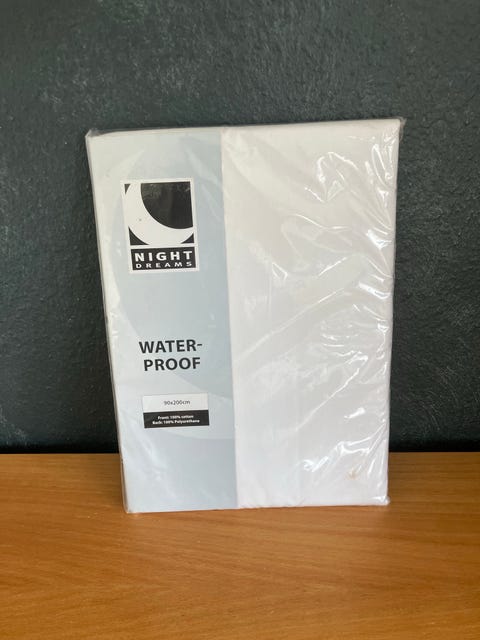 NIGHT
DREAMS
WATER-
PROOF
90x200cm
Front: 100% cotton
Back: 100% Polyurethane